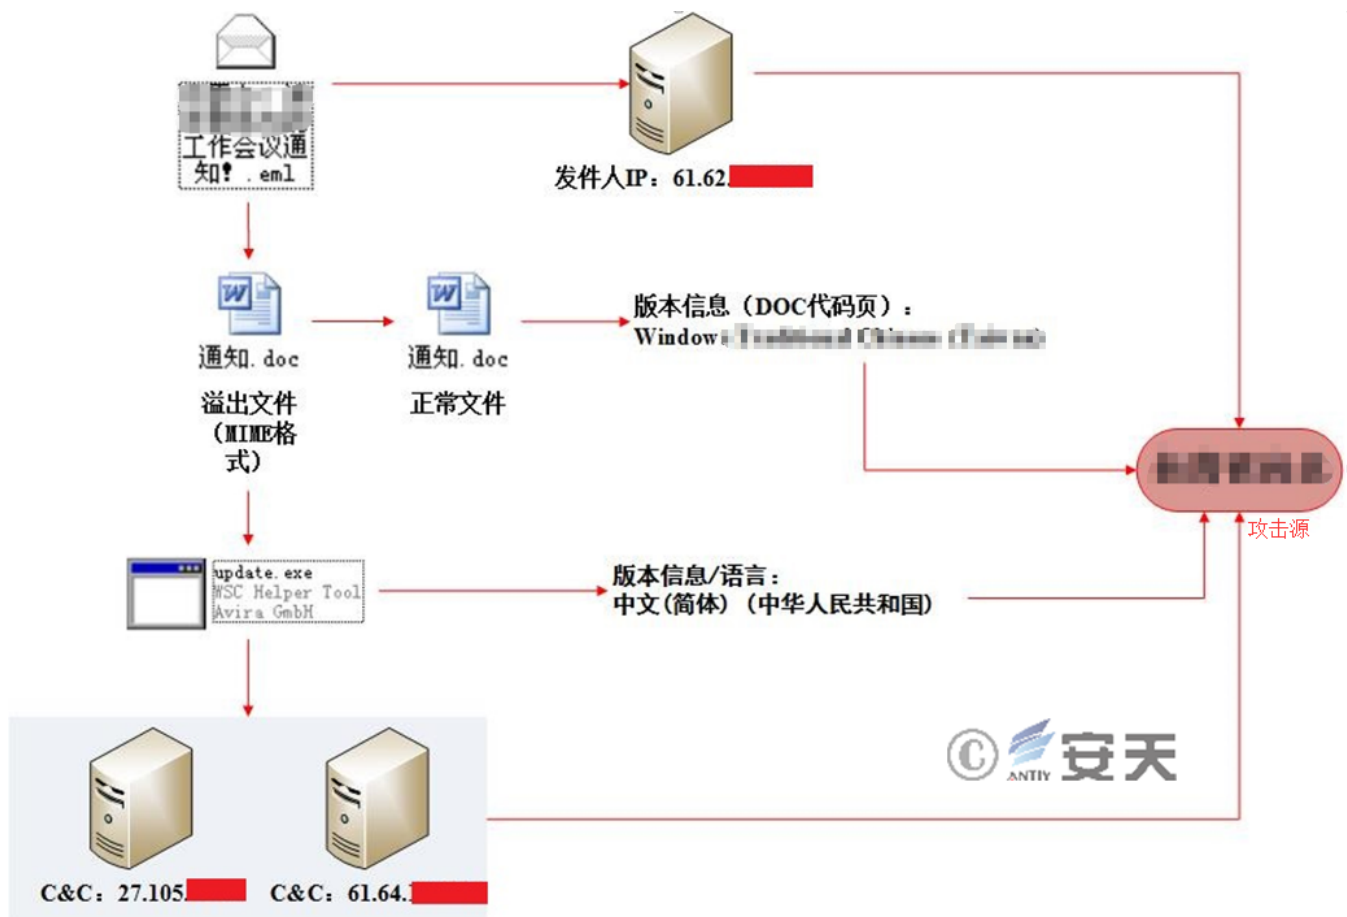 工作会议通
知!.eml
发件人IP：61.62.
通知.doc
溢出文件
（MIME格
式）
通知.doc
正常文件
版本信息（DOC代码页）：
Window
攻击源
update.exe
WSC Helper Tool
Avira GmbH
版本信息/语言：
中文(简体) (中华人民共和国)
C&C：27.105.
C&C：61.64.
© ANTIY 安天